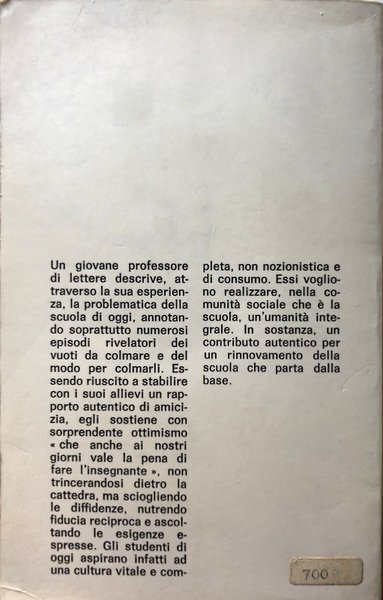 Un giovane professore
di lettere descrive, at-
traverso la sua esperien-
za, la problematica della
scuola di oggi, annotan-
do soprattutto numerosi
episodi rivelatori dei
vuoti da colmare e del
modo per colmarli. Es-
sendo riuscito a stabilire
con i suoi allievi un rap-
porto autentico di amici-
zia, egli sostiene con
sorprendente ottimismo
« che anche ai nostri
giorni vale la pena di
fare l'insegnante », non
trincerandosi dietro la
cattedra, ma sciogliendo
le diffidenze, nutrendo
fiducia reciproca e ascol-
tando le esigenze e-
spresse. Gli studenti di
oggi aspirano infatti ad
una cultura vitale e com-
pleta, non nozionistica e
di consumo. Essi voglio-
no realizzare, nella co-
munità sociale che è la
scuola, un'umanità inte-
grale. In sostanza, un
contributo autentico per
un rinnovamento della
scuola che parta dalla
base.
700